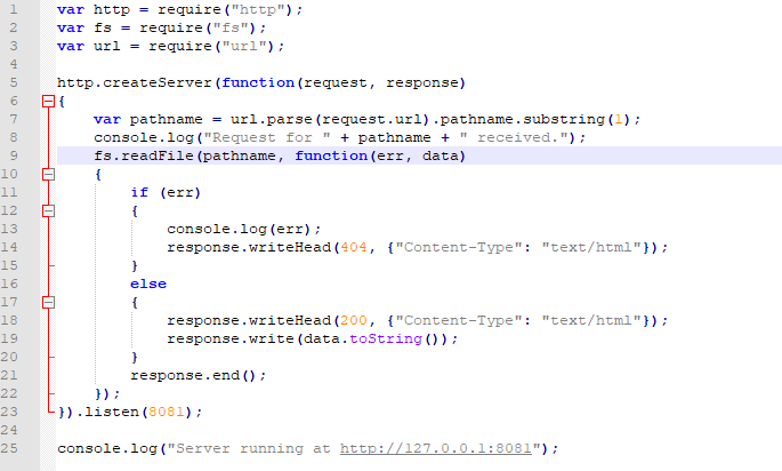 1 var http = require("http");
2 var fs = require("fs");
3 var url = require("url");
4
5 http.createServer(function(request, response)
6 {
7     var pathname = url.parse(request.url).pathname.substring(1);
8     console.log("Request for " + pathname + " received.");
9     fs.readFile(pathname, function(err, data)
10     {
11         if (err)
12         {
13             console.log(err);
14             response.writeHead(404, {"Content-Type": "text/html"});
15         }
16         else
17         {
18             response.writeHead(200, {"Content-Type": "text/html"});
19             response.write(data.toString());
20         }
21         response.end();
22     });
23 }).listen(8081);
24
25 console.log("Server running at http://127.0.0.1:8081");